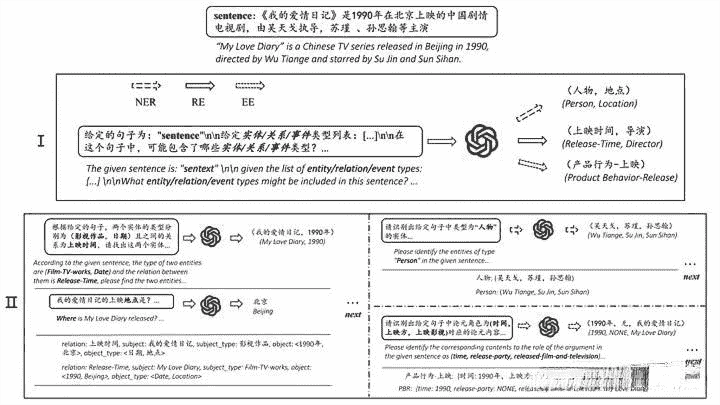 sentence:《我的爱情日记》是1990年在北京上映的中国剧情
电视剧，由吴天戈执导，苏瑾 、孙思翰等主演
“My Love Diary” is a Chinese TV series released in Beijing in 1990,
directed by Wu Tiange and starred by Su Jin and Sun Sihan.
NER RE EE
I
给定的句子为："sentence"\n\n给定实体/关系/事件类型列表：[...]\n\n在
这个句子中，可能包含了哪些实体/关系/事件类型？...
The given sentence is: "sentext" \n\n given the list of entity/relation/event types:
[...] \n\nWhat entity/relation/event types might be included in this sentence? ...
（人物, 地点）
(Person, Location)
（上映时间, 导演）
(Release-Time, Director)
（产品行为-上映）
(Product Behavior-Release)
II
根据给定的句子，两个实体的类型分
别为（影视作品，日期）且之间的关
系为上映时间，请找出这两个实体...
（我的爱情日记, 1990年）
(My Love Diary, 1990)
According to the given sentence, the type of two entities
are (Film-TV-works, Date) and the relation between
them is Release-Time, please find the two entities...
我的爱情日记的上映地点是？...
北京
Beijing
Where is My Love Diary released? ...
...
next
relation: 上映时间, subject: 我的爱情日记, subject_type: 影视作品, object: <1990年,
北京>, object_type: <日期, 地点>
relation: Release-Time, subject: My Love Diary, subject_type: Film-TV-works, object:
<1990, Beijing>, object_type: <Date, Location>
请识别出给定句子中类型为“人物”
的实体...
（吴天戈, 苏瑾, 孙思翰）
(Wu Tiange, Su Jin, Sun Sihan)
Please identify the entities of type
"Person" in the given sentence...
人物: (吴天戈, 苏瑾, 孙思翰)
Person: (Wu Tiange, Su Jin, Sun Sihan)
...
next
请识别出给定句子中论元角色为(时间,
上映方, 上映影视)对应的论元内容...
（1990年, 无, 我的爱情日记）
(1990, NONE, My Love Diary)
Please identify the corresponding contents to the role of the argument in
the given sentence as (time, release-party, released-film-and-television)...
...
next
产品行为-上映: {时间: 1990年, 上映方:
PBR: {time: 1990, release-party: NONE, My Love Diary}